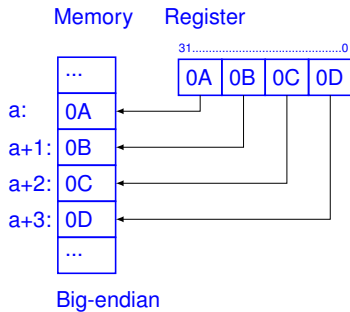 Memory Register
31...............................................0
... 0A 0B 0C 0D
a: 0A
a+1: 0B
a+2: 0C
a+3: 0D
...
Big-endian